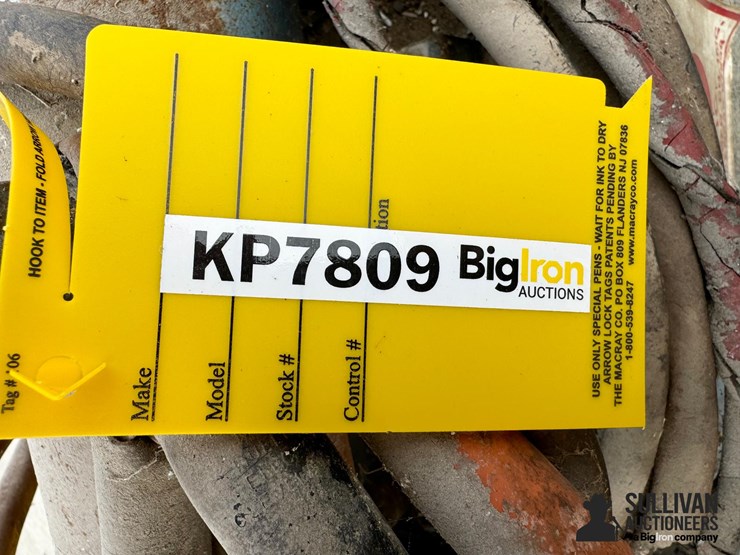 HOOK TO ITEM - FOLD
Tag #
Make
Model
Stock #
Control #
KP7809 BigIron
AUCTIONS
USE ONLY SPECIAL PENS - WAIT FOR INK TO DRY
ARROW LOCK TAGS PATENTS PENDING BY
THE MACRAY CO. PO BOX 809 FLANDERS NJ 07836
1-800-539-8247 www.macrayco.com
SULLIVAN
AUCTIONEERS
A BigIron company